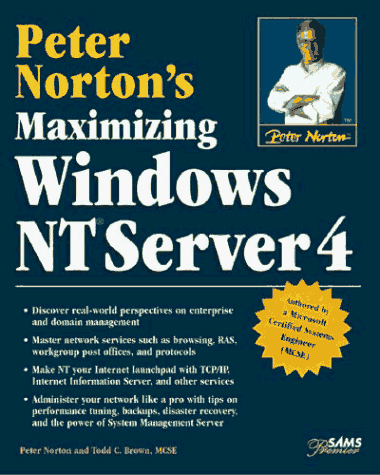 Peter
Norton's
Maximizing
Windows
NT® Server 4
Peter Norton™
• Discover real-world perspectives on enterprise
and domain management
• Master network services such as browsing, RAS,
workgroup post offices, and protocols
• Make NT your Internet launchpad with TCP/IP,
Internet Information Server, and other services
• Administer your network like a pro with tips on
performance tuning, backups, disaster recovery,
and the power of System Management Server
Authored by
a Microsoft
Certified Systems
Engineer
(MCSE)
Peter Norton and Todd C. Brown, MCSE
SAMS
Premier